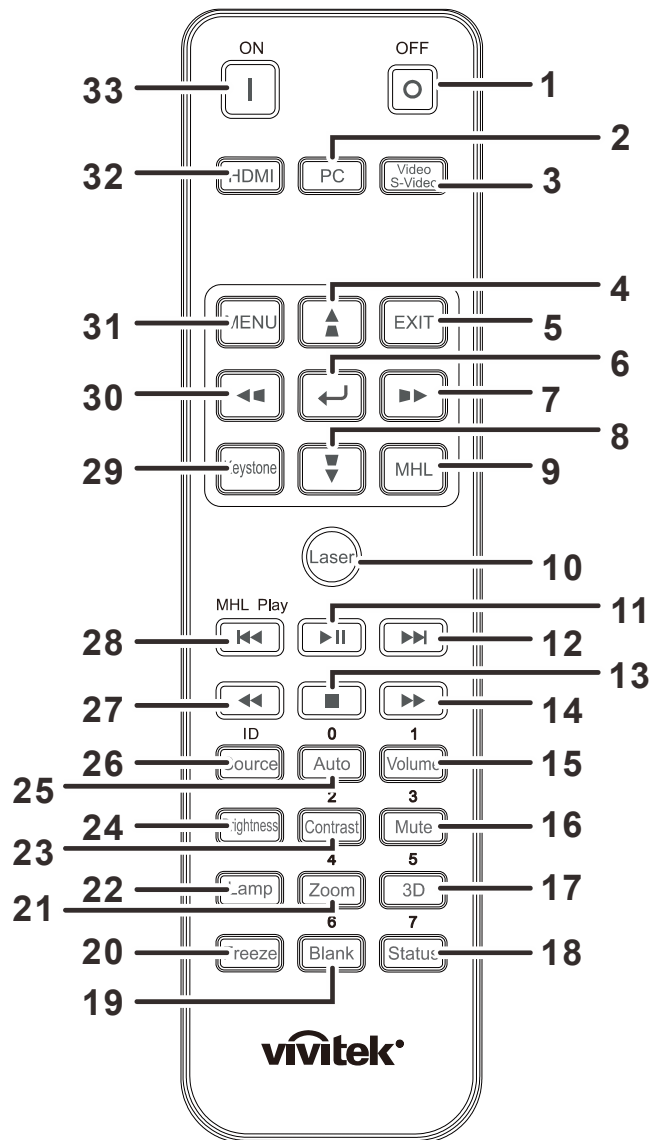 ON OFF
33 I O 1
2
32 HDMI PC Video S-Video 3
4
31 MENU EXIT 5
6
30 7
8
29 Keystone MHL 9
Laser 10
MHL Play 11
28 12
13
27 14
ID 0 1
26 Source Auto Volume 15
25 2 3
24 Brightness Contrast Mute 16
23 4 5
22 Lamp Zoom 3D 17
21 6 7
20 Freeze Blank Status 18
19
vivitek